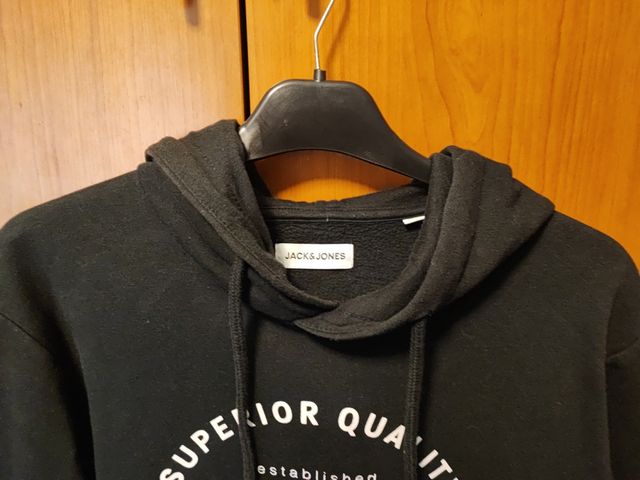 JACK&JONES
SUPERIOR QUALIT
established